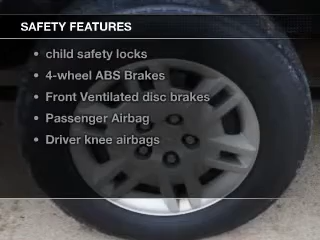 SAFETY FEATURES
• child safety locks
• 4-wheel ABS Brakes
• Front Ventilated disc brakes
• Passenger Airbag
• Driver knee airbags